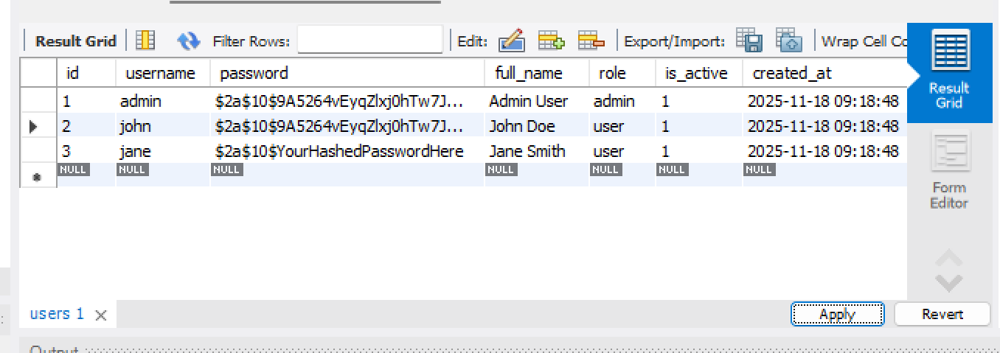 Result Grid Filter Rows: Edit: Export/Import: Wrap Cell Co
id username password full_name role is_active created_at
1 admin $2a$10$9A5264vEyqZlxj0hTw7J... Admin User admin 1 2025-11-18 09:18:48
2 john $2a$10$9A5264vEyqZlxj0hTw7J... John Doe user 1 2025-11-18 09:18:48
3 jane $2a$10$YourHashedPasswordHere Jane Smith user 1 2025-11-18 09:18:48
NULL NULL NULL NULL NULL NULL NULL
Result
Grid
Form
Editor
users 1
Apply Revert
Output